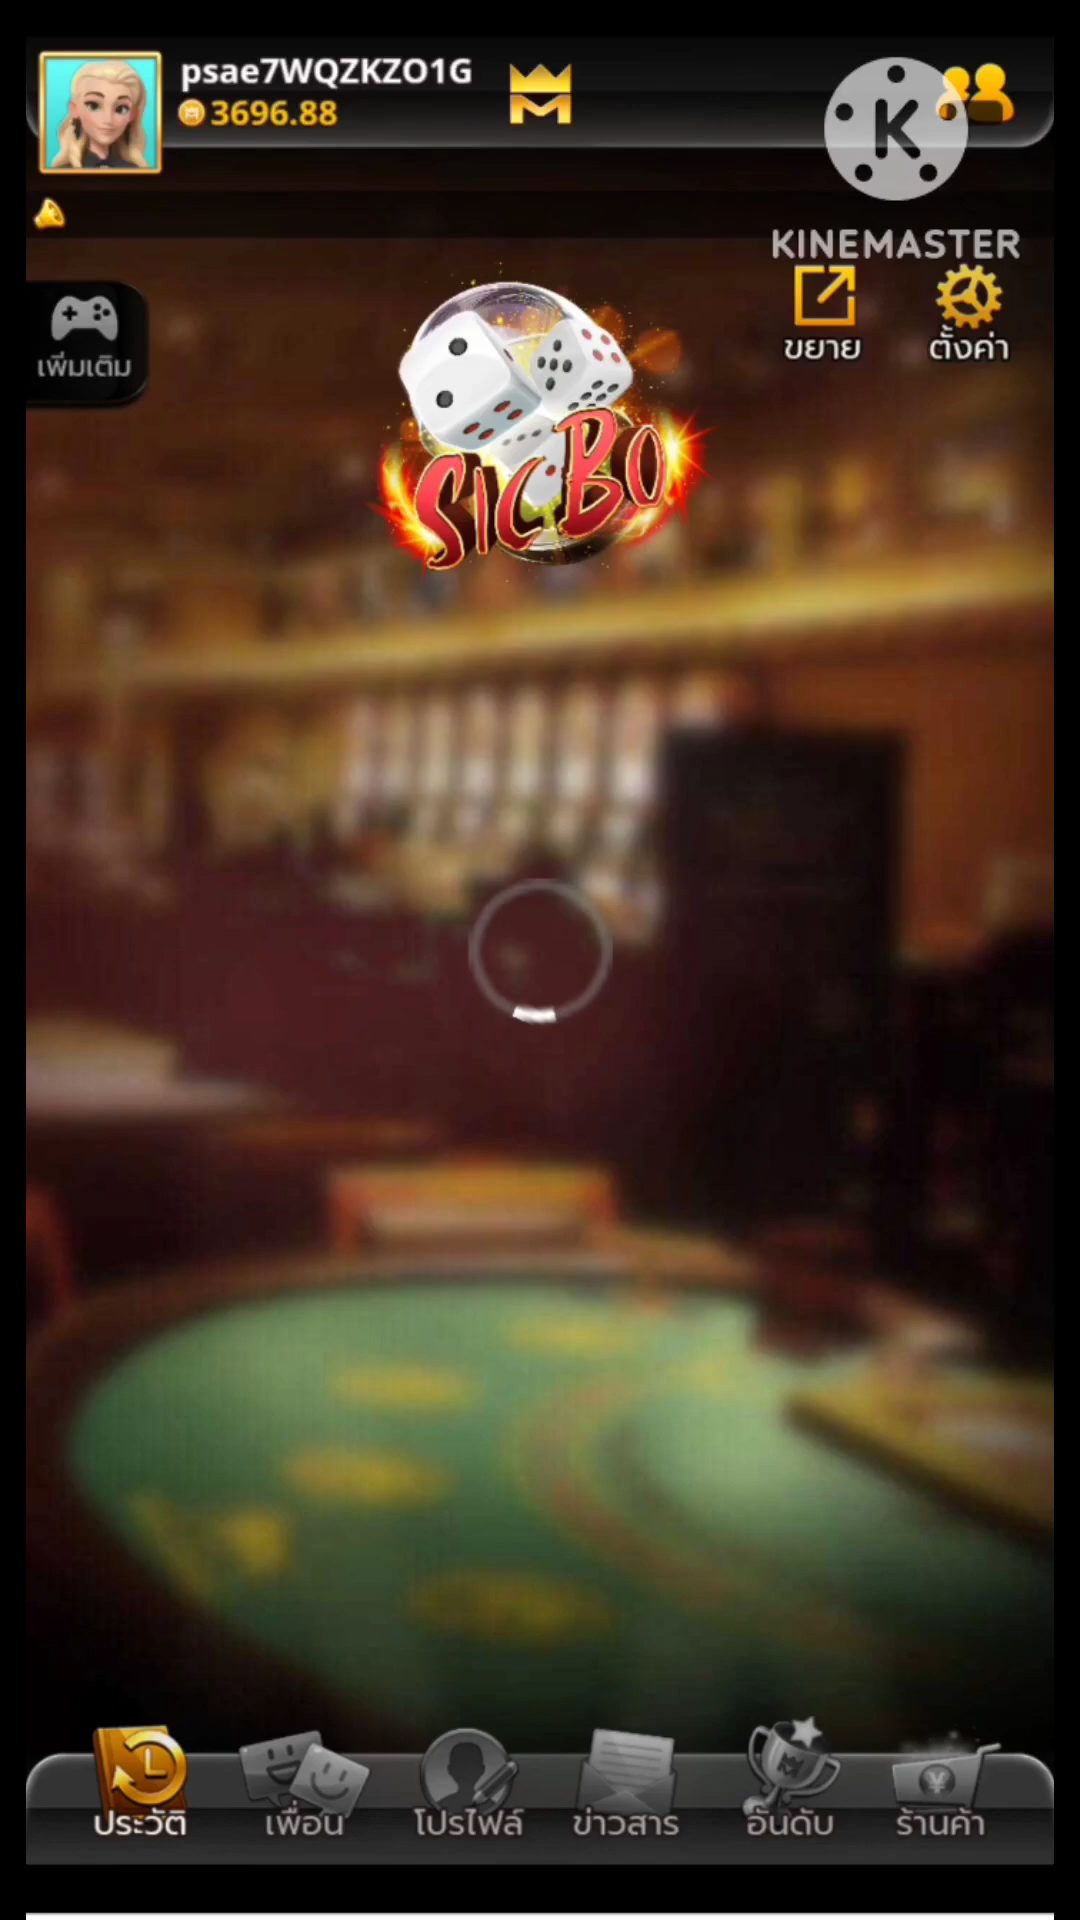 psae7WQZKZO1G
3696.88
K
KINEMASTER
เพิ่มเติม
ขยาย
ตั้งค่า
SIC BO
ประวัติ
เพื่อน
โปรไฟล์
ข่าวสาร
อันดับ
ร้านค้า